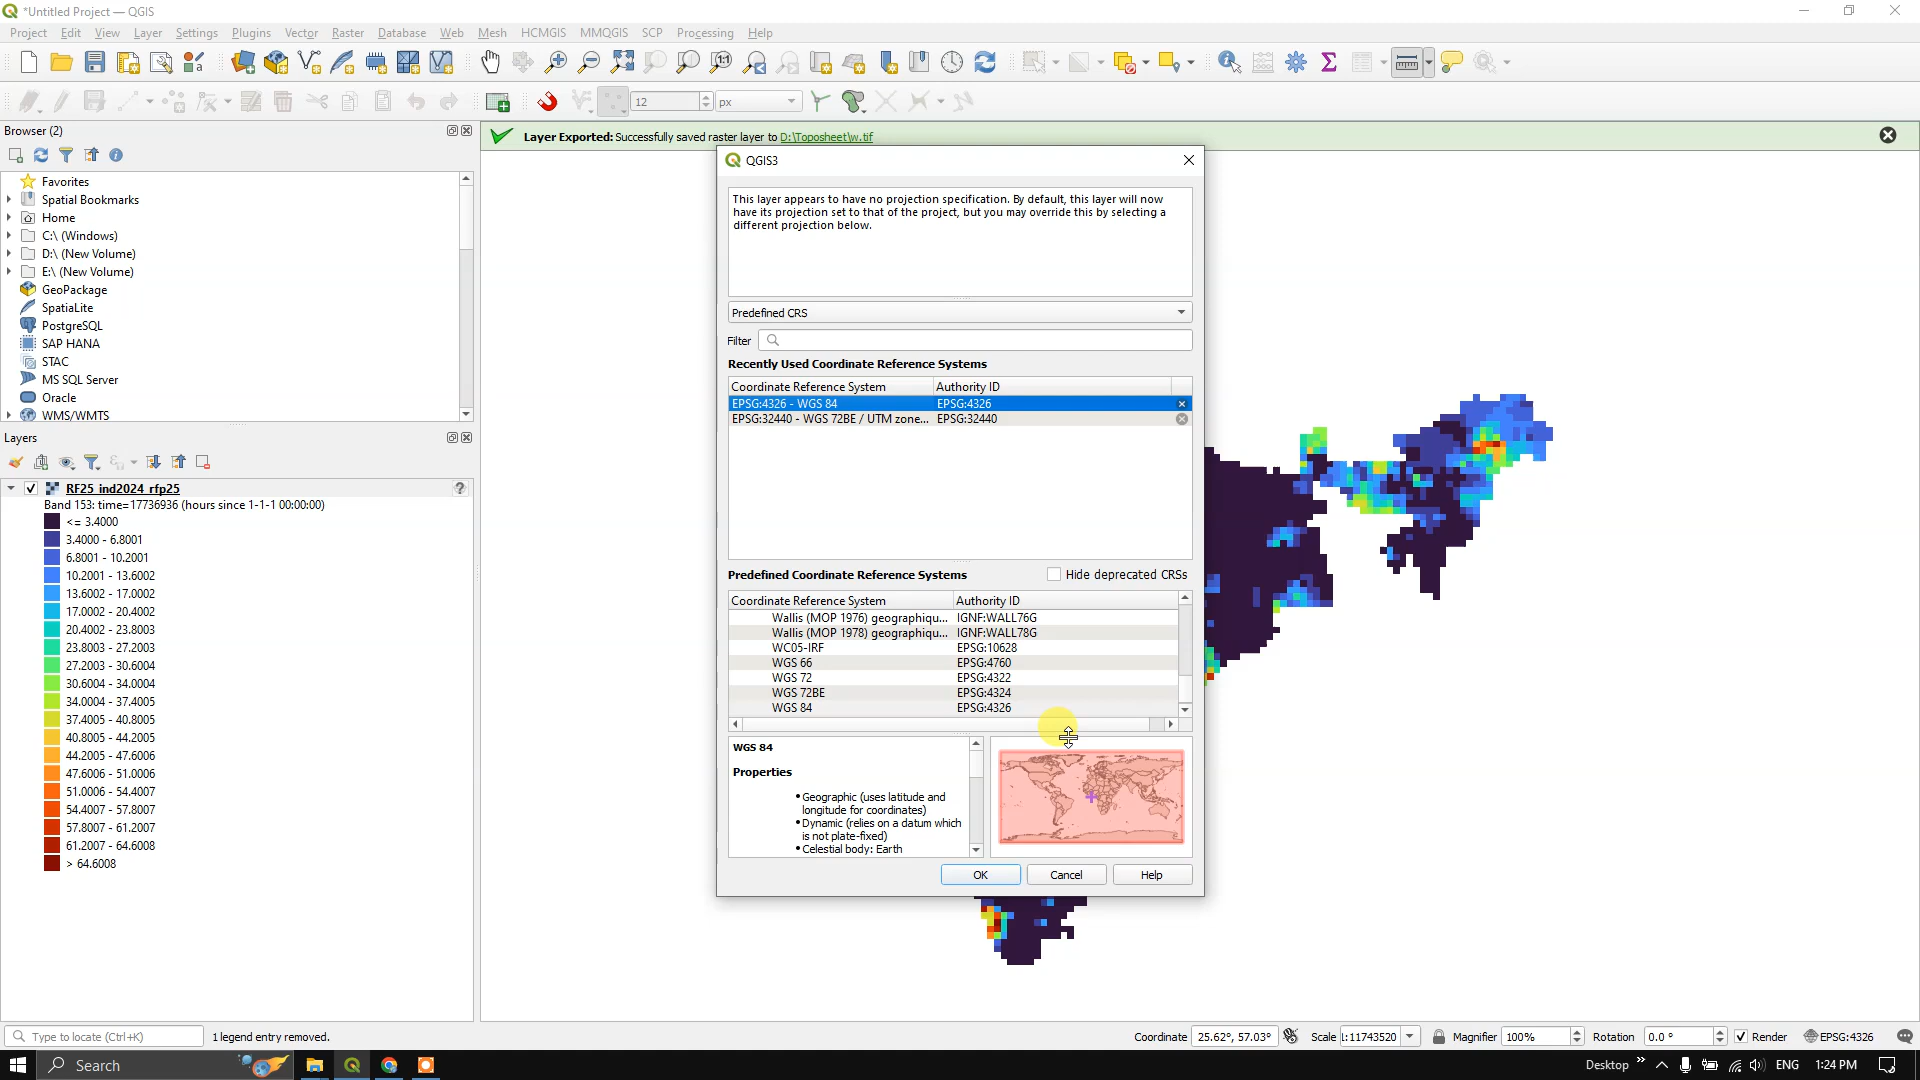 *Untitled Project — QGIS
Project Edit View Layer Settings Plugins Vector Raster Database Web Mesh HCMGIS MMQGIS SCP Processing Help
12 px
Browser (2)
Layer Exported: Successfully saved raster layer to D:\Toposheet\w.tif
Favorites
Spatial Bookmarks
Home
C:\ (Windows)
D:\ (New Volume)
E:\ (New Volume)
GeoPackage
SpatiaLite
PostgreSQL
SAP HANA
STAC
MS SQL Server
Oracle
WMS/WMTS
Layers
RF25_ind2024_rfp25
Band 153: time=17736936 (hours since 1-1-1 00:00:00)
<= 3.4000
3.4000 - 6.8001
6.8001 - 10.2001
10.2001 - 13.6002
13.6002 - 17.0002
17.0002 - 20.4002
20.4002 - 23.8003
23.8003 - 27.2003
27.2003 - 30.6004
30.6004 - 34.0004
34.0004 - 37.4005
37.4005 - 40.8005
40.8005 - 44.2005
44.2005 - 47.6006
47.6006 - 51.0006
51.0006 - 54.4007
54.4007 - 57.8007
57.8007 - 61.2007
61.2007 - 64.6008
> 64.6008
QGIS3
This layer appears to have no projection specification. By default, this layer will now
have its projection set to that of the project, but you may override this by selecting a
different projection below.
Predefined CRS
Filter
Recently Used Coordinate Reference Systems
Coordinate Reference System Authority ID
EPSG:4326 - WGS 84 EPSG:4326
EPSG:32440 - WGS 72BE / UTM zone... EPSG:32440
Predefined Coordinate Reference Systems Hide deprecated CRSs
Coordinate Reference System Authority ID
Wallis (MOP 1976) geographiqu... IGNF:WALL76G
Wallis (MOP 1978) geographiqu... IGNF:WALL78G
WC05-IRF EPSG:10628
WGS 66 EPSG:4760
WGS 72 EPSG:4322
WGS 72BE EPSG:4324
WGS 84 EPSG:4326
WGS 84
Properties
• Geographic (uses latitude and
longitude for coordinates)
• Dynamic (relies on a datum which
is not plate-fixed)
• Celestial body: Earth
OK Cancel Help
Type to locate (Ctrl+K) 1 legend entry removed. Coordinate 25.62°, 57.03° Scale 1:11743520 Magnifier 100% Rotation 0.0 ° Render EPSG:4326
Search Desktop ENG 1:24 PM